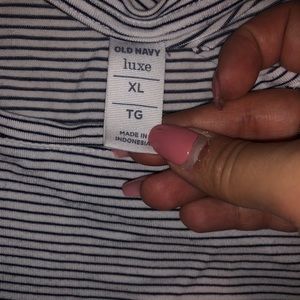 OLD NAVY
luxe
XL
TG
MADE IN
INDONESIA